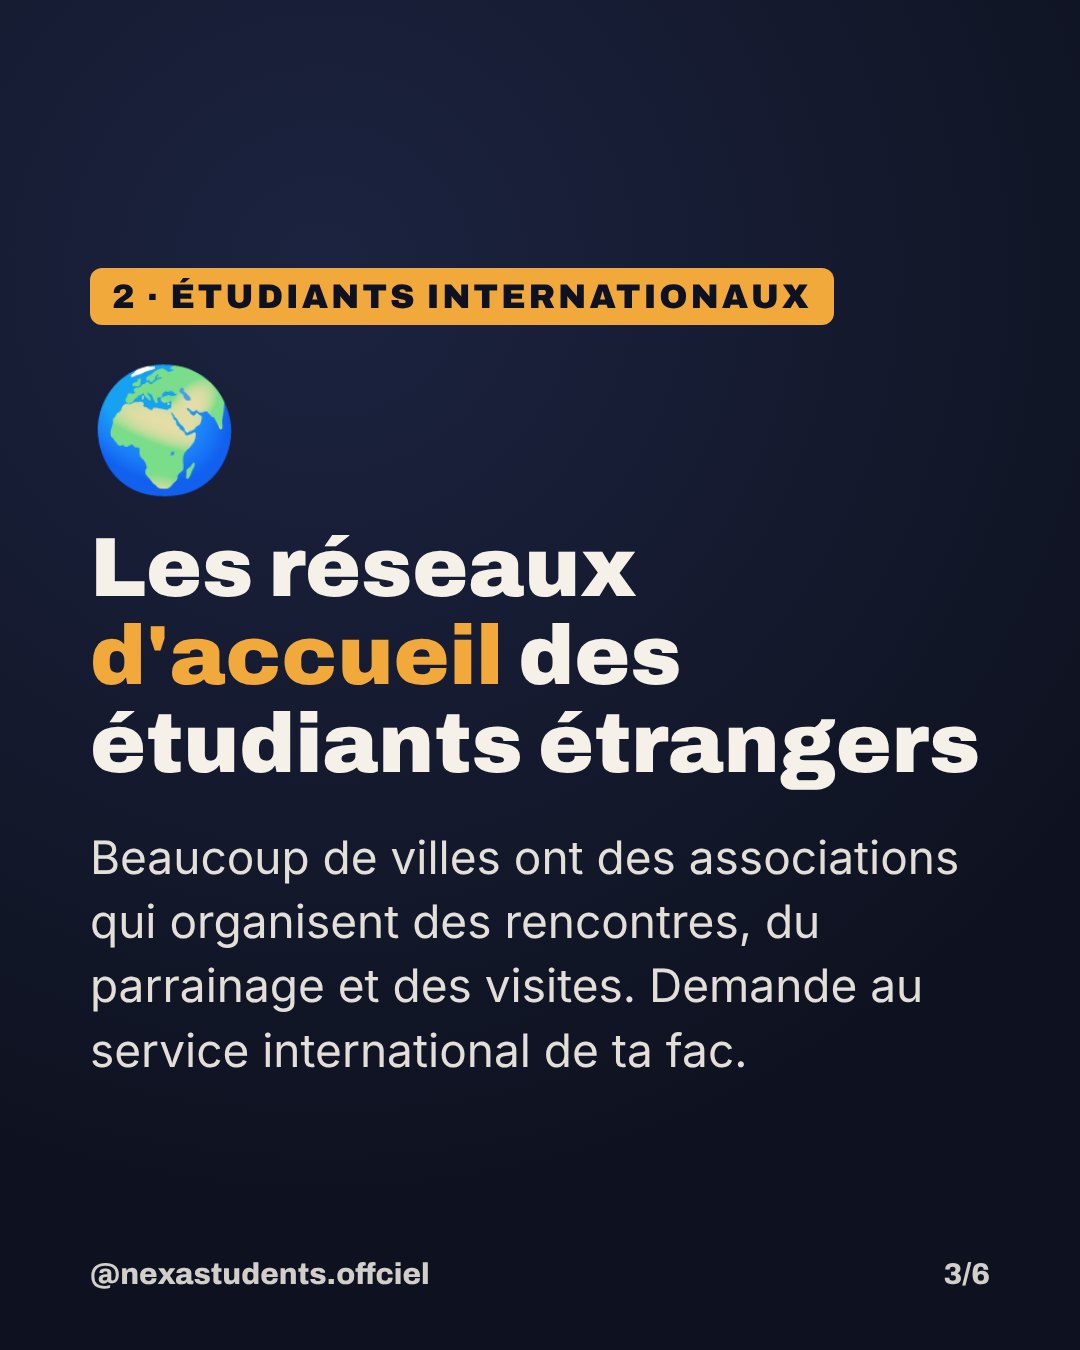 2 · ÉTUDIANTS INTERNATIONAUX
Les réseaux
d'accueil des
étudiants étrangers
Beaucoup de villes ont des associations
qui organisent des rencontres, du
parrainage et des visites. Demande au
service international de ta fac.
@nexastudents.offciel
3/6